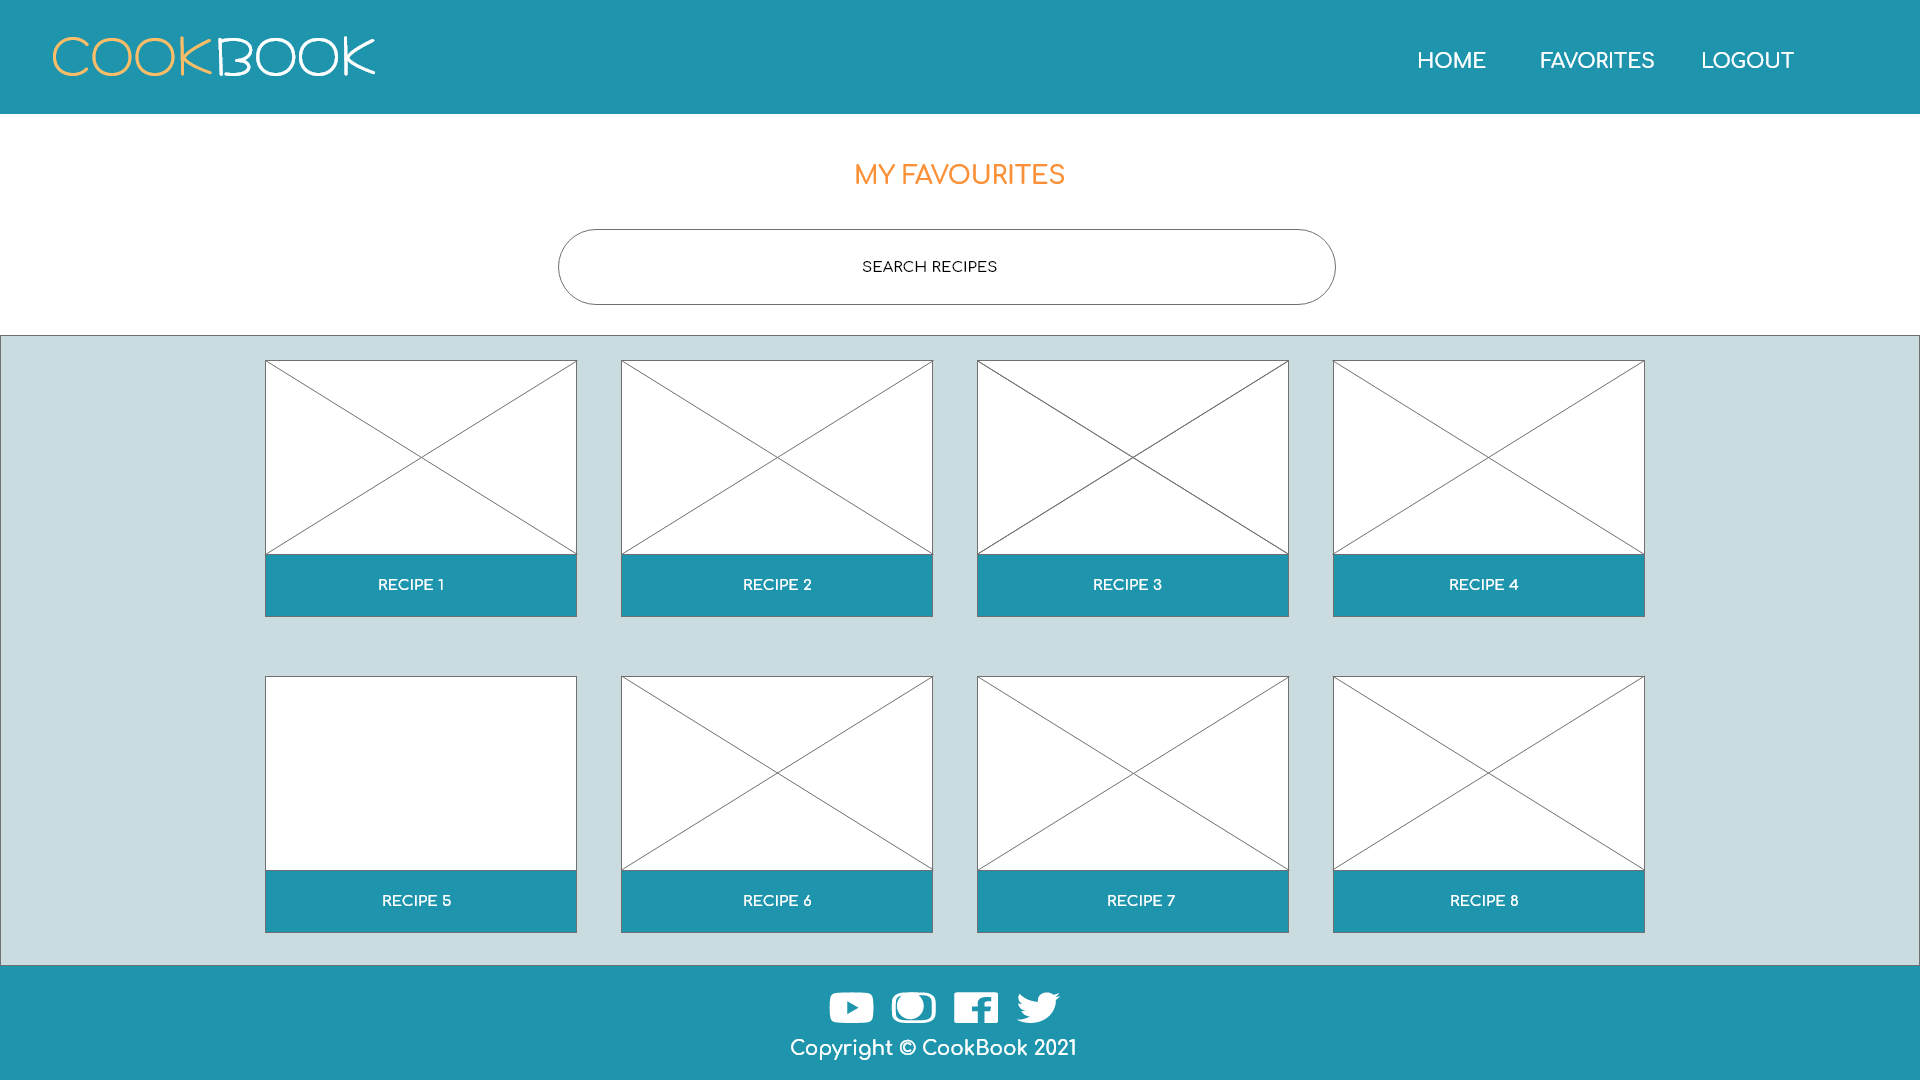 COOKBOOK
HOME FAVORITES LOGOUT
MY FAVOURITES
SEARCH RECIPES
RECIPE 1 RECIPE 2 RECIPE 3 RECIPE 4
RECIPE 5 RECIPE 6 RECIPE 7 RECIPE 8
Copyright © CookBook 2021